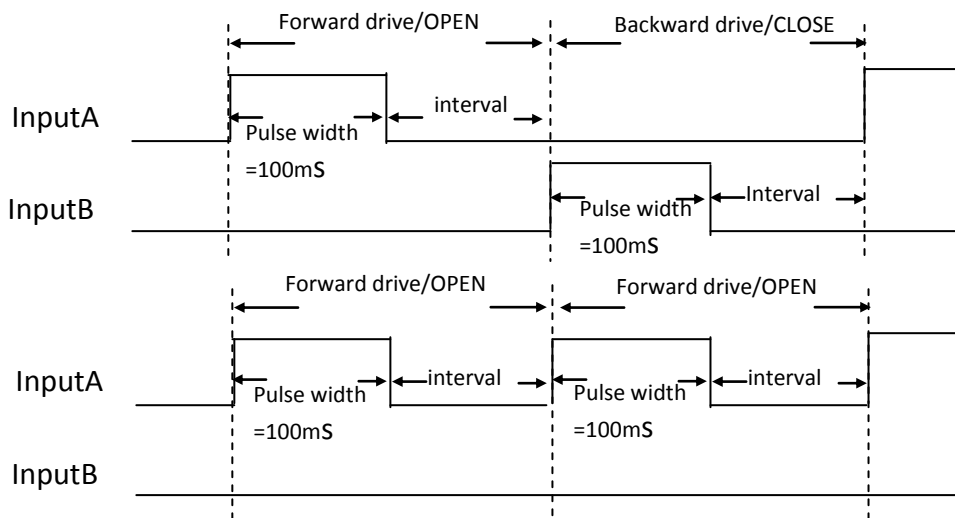 Forward drive/OPEN
Backward drive/CLOSE
InputA
interval
Pulse width
=100mS
InputB
Interval
Pulse width
=100mS
Forward drive/OPEN
Forward drive/OPEN
InputA
interval
interval
Pulse width
=100mS
Pulse width
=100mS
InputB